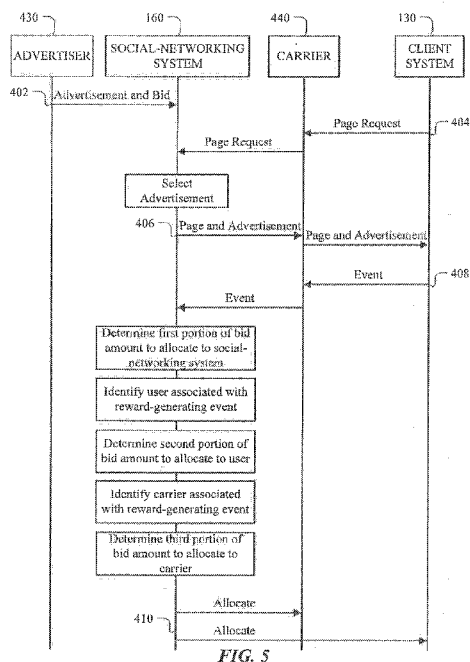 430 160 440 130
ADVERTISER SOCIAL-NETWORKING SYSTEM CARRIER CLIENT SYSTEM
402 Advertisement and Bid
Page Request 404
Page Request
Select
Advertisement
406 Page and Advertisement
Page and Advertisement
Event 408
Event
Determine first portion of bid
amount to allocate to social-
networking system
Identify user associated with
reward-generating event
Determine second portion of
bid amount to allocate to user
Identify carrier associated
with reward-generating event
Determine third portion of
bid amount to allocate to
carrier
Allocate
410 Allocate
FIG. 5